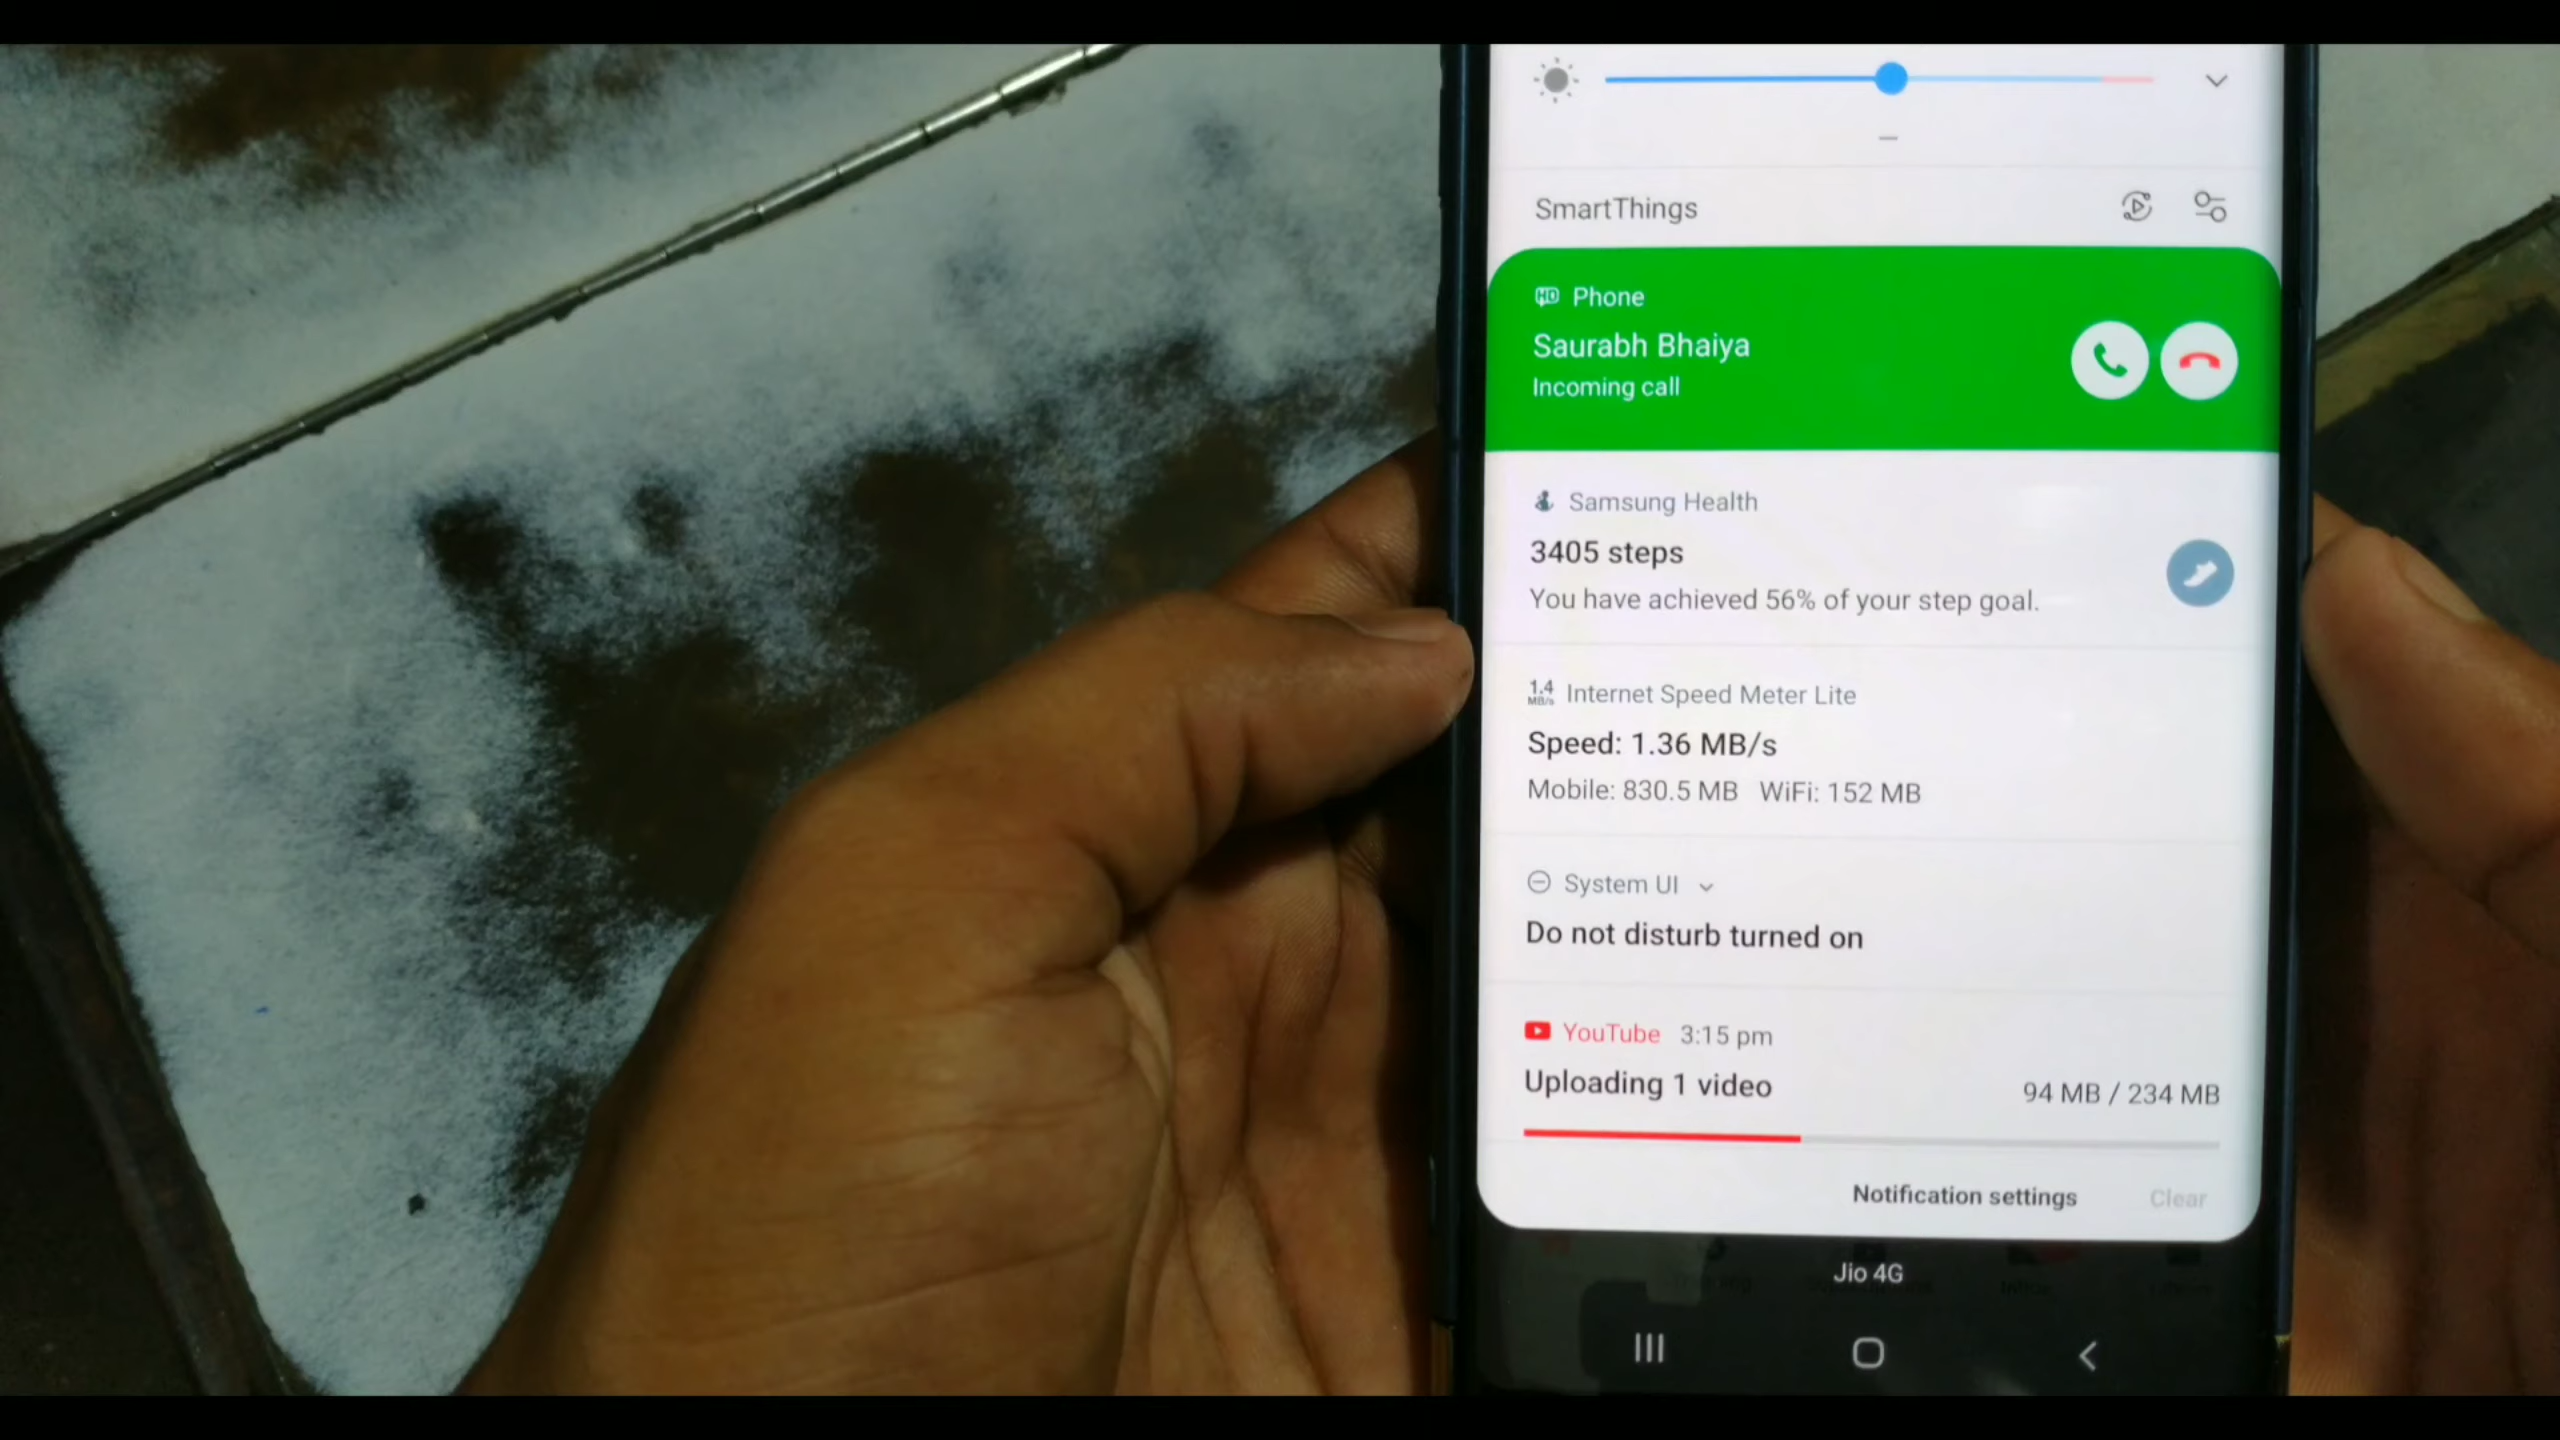 SmartThings
HD Phone
Saurabh Bhaiya
Incoming call
Samsung Health
3405 steps
You have achieved 56% of your step goal.
1.4 MB/s Internet Speed Meter Lite
Speed: 1.36 MB/s
Mobile: 830.5 MB WiFi: 152 MB
System UI
Do not disturb turned on
YouTube 3:15 pm
Uploading 1 video 94 MB / 234 MB
Notification settings Clear
Jio 4G